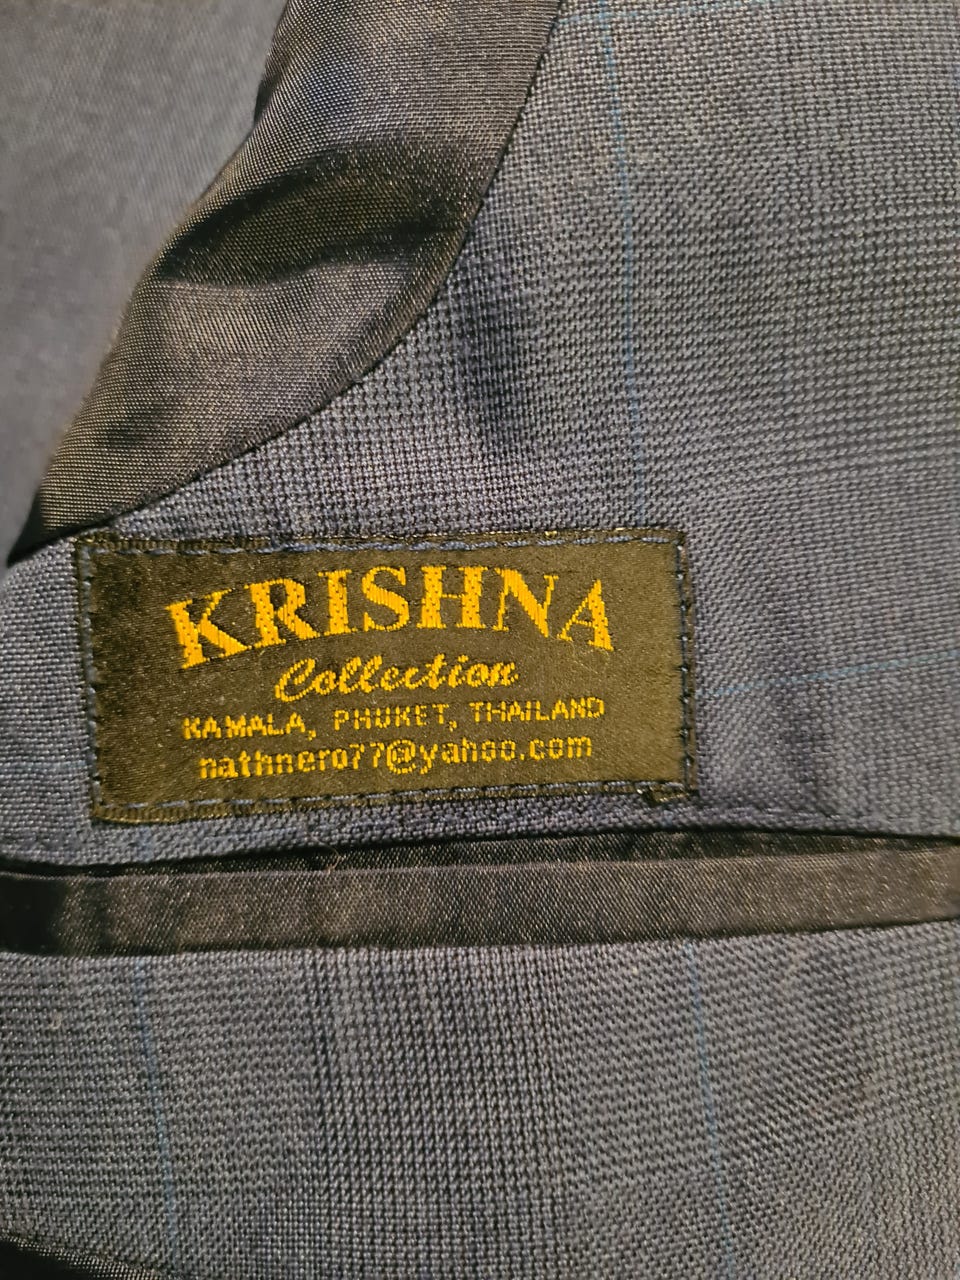 KRISHNA
Collection
KAMALA, PHUKET, THAILAND
nathnero77@yahoo.com